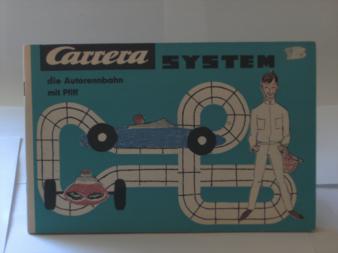 Carrera SYSTEM
die Autorennbahn
mit Pfiff